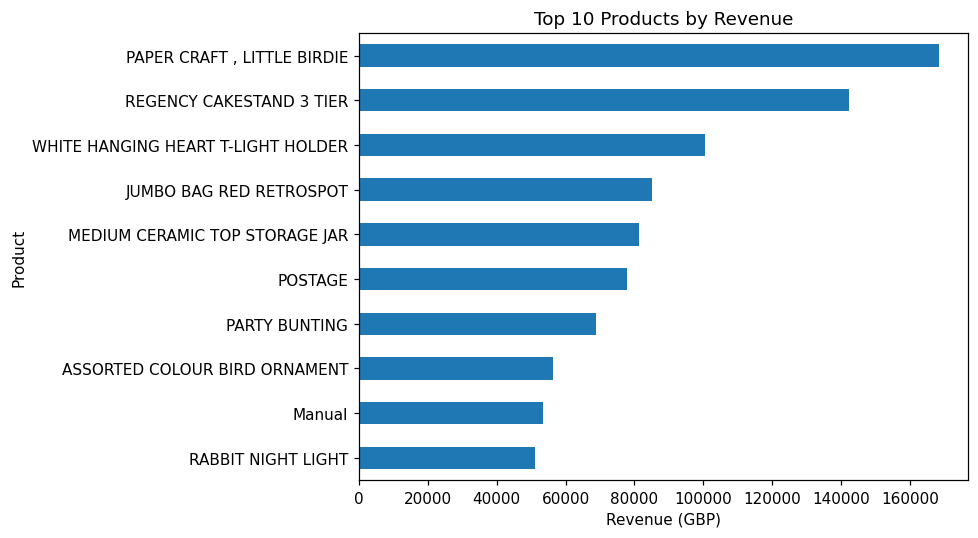 Top 10 Products by Revenue
PAPER CRAFT , LITTLE BIRDIE
REGENCY CAKESTAND 3 TIER
WHITE HANGING HEART T-LIGHT HOLDER
JUMBO BAG RED RETROSPOT
MEDIUM CERAMIC TOP STORAGE JAR
POSTAGE
PARTY BUNTING
ASSORTED COLOUR BIRD ORNAMENT
Manual
RABBIT NIGHT LIGHT
Product
0 20000 40000 60000 80000 100000 120000 140000 160000
Revenue (GBP)